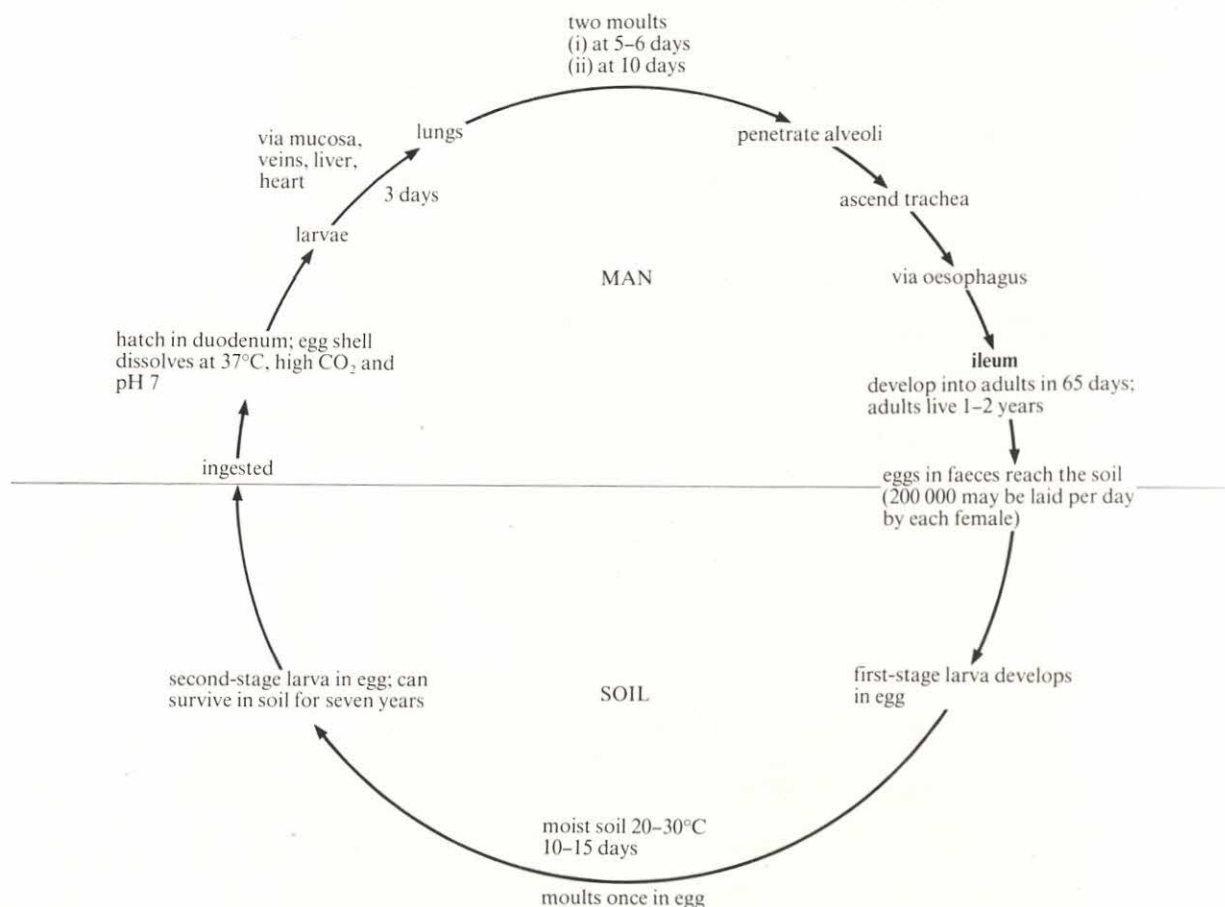 two moults
(i) at 5–6 days
(ii) at 10 days
lungs
penetrate alveoli
via mucosa,
veins, liver,
heart
3 days
ascend trachea
larvae
MAN
via oesophagus
hatch in duodenum; egg shell
dissolves at 37°C, high CO₂ and
pH 7
ileum
develop into adults in 65 days;
adults live 1–2 years
ingested
eggs in faeces reach the soil
(200 000 may be laid per day
by each female)
second-stage larva in egg; can
survive in soil for seven years
SOIL
first-stage larva develops
in egg
moist soil 20–30°C
10–15 days
moults once in egg